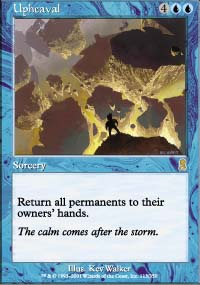 Upheaval 4
Sorcery
Return all permanents to their
owners' hands.
The calm comes after the storm.
Illus. Kev Walker